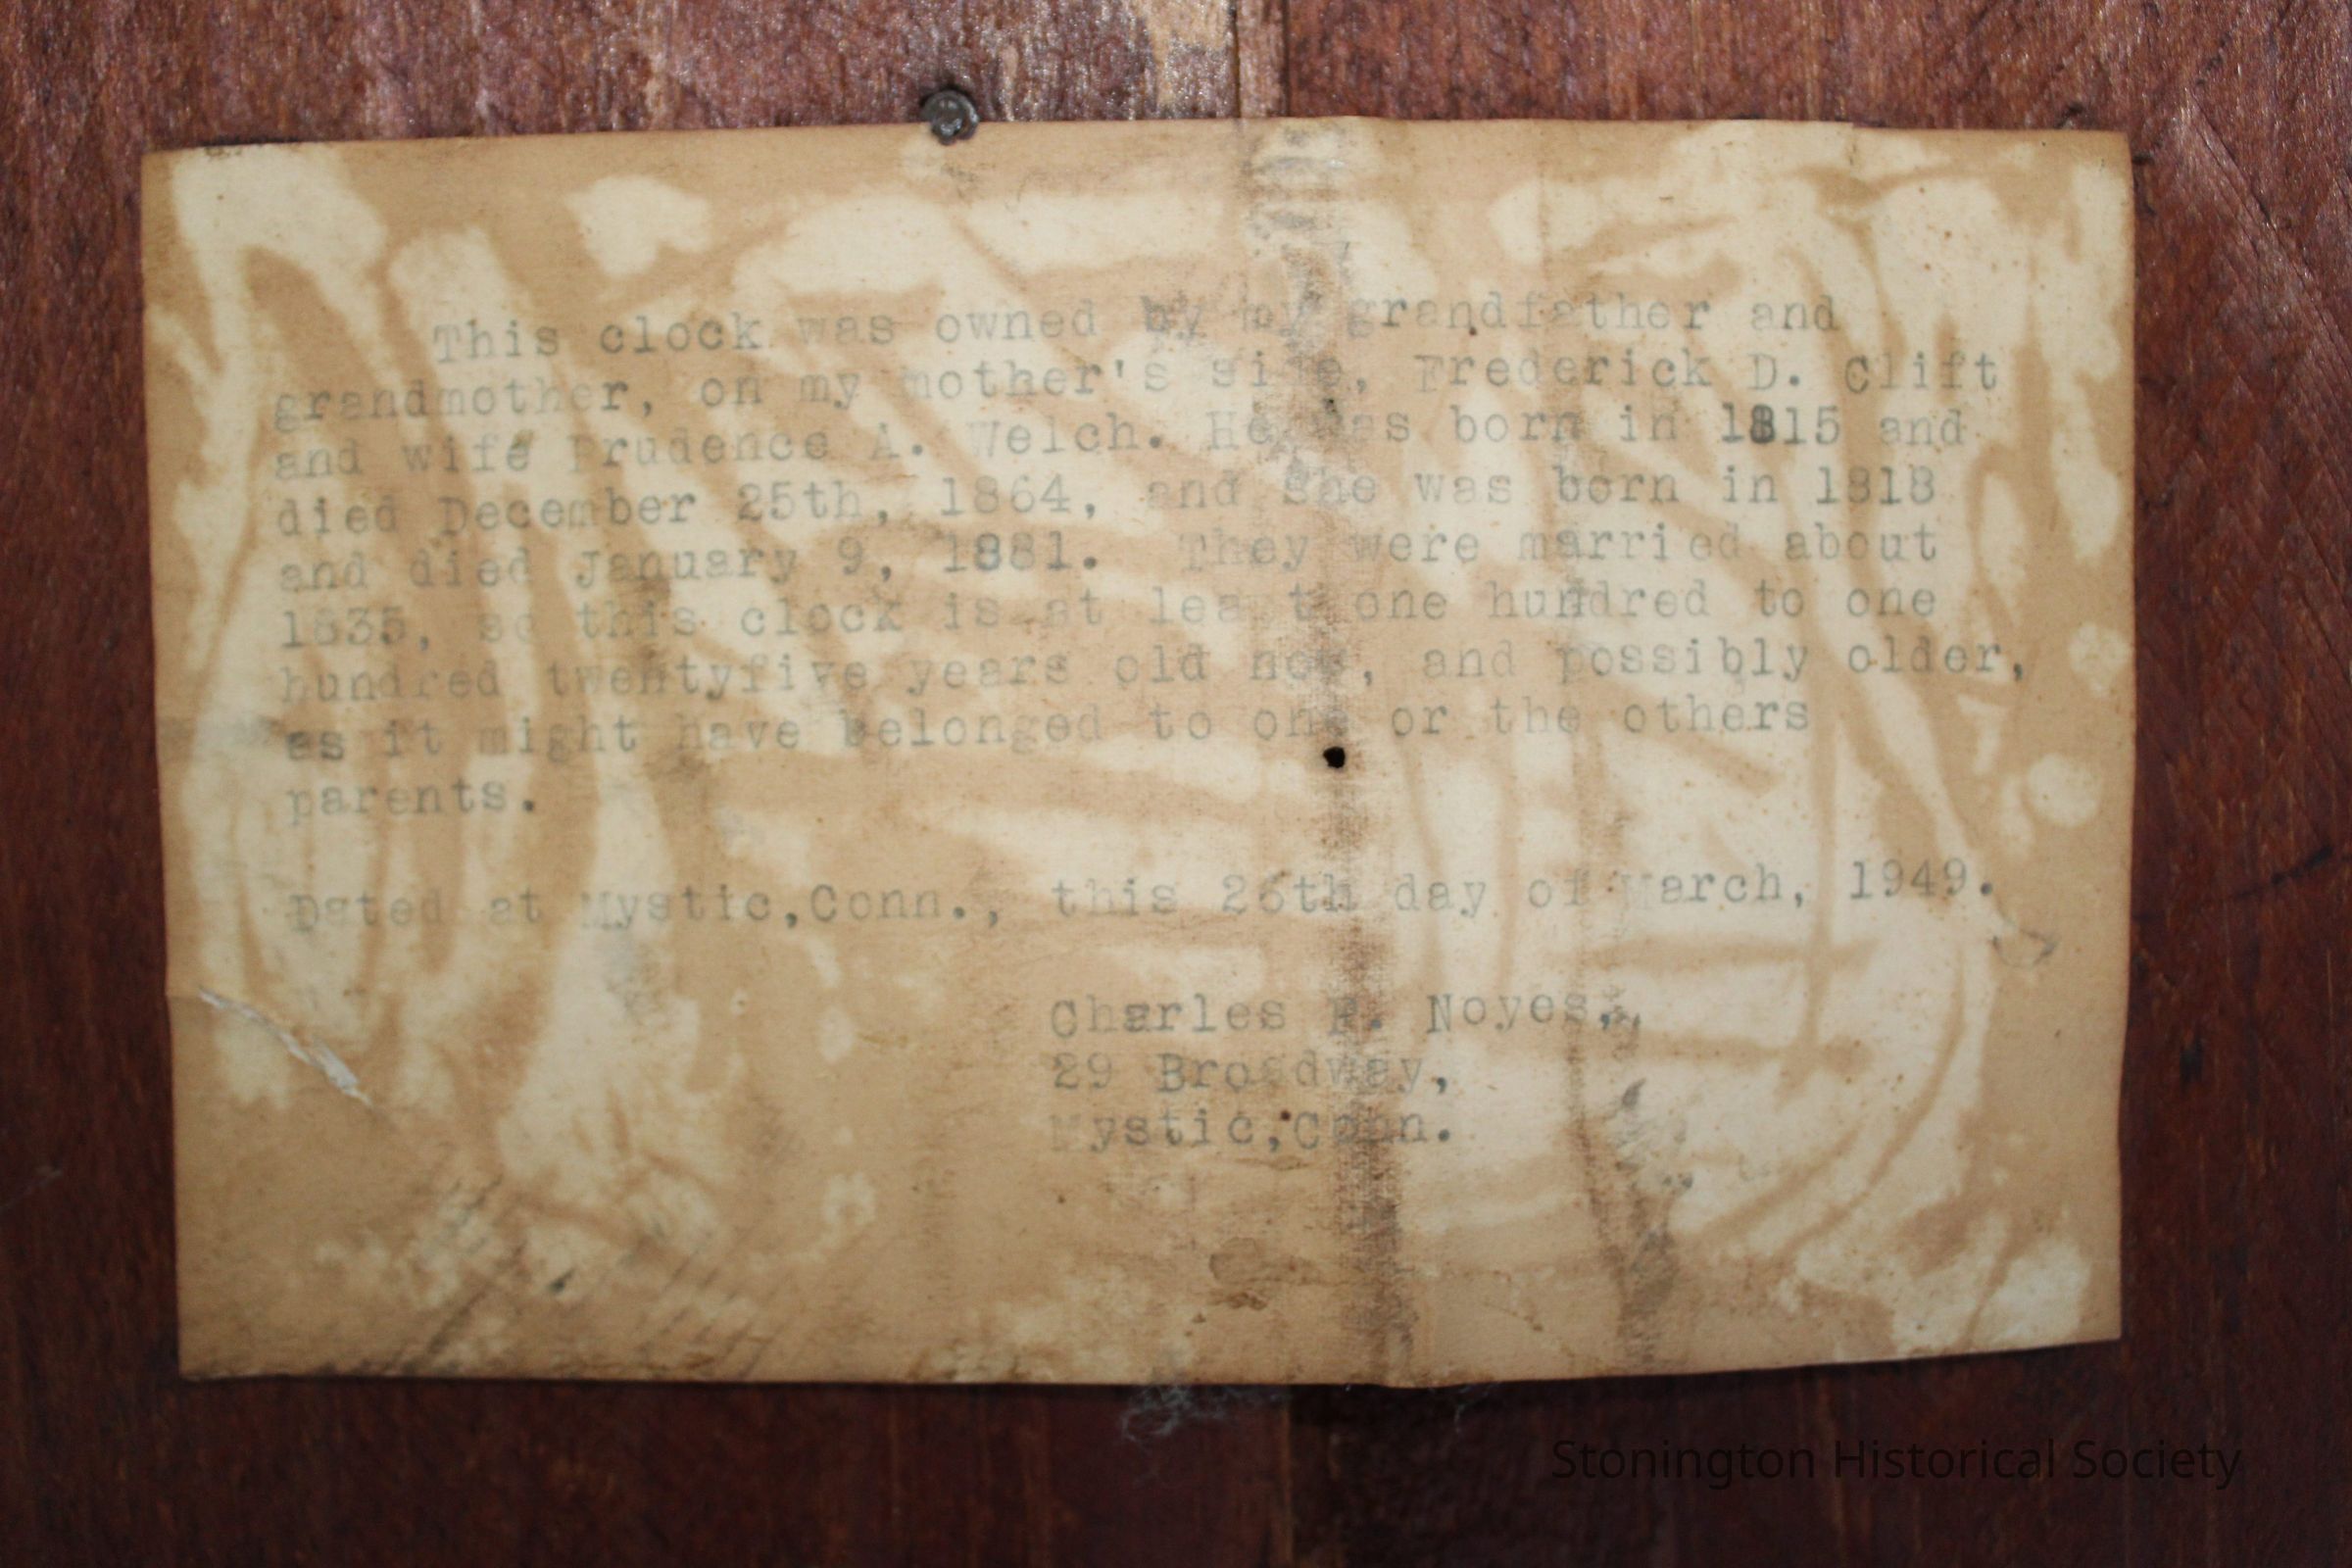 This clock was owned by by grandfather and
grandmother, on my mother's side, Frederick D. Clift
and wife Prudence A. Welch. He was born in 1815 and
died December 25th, 1864, and she was born in 1818
and died January 9, 1881. They were married about
1835, so this clock is at least one hundred to one
hundred twentyfive years old now, and possibly older,
as it might have belonged to one or the others
parents.
Dated at Mystic,Conn., this 26th day of March, 1949.
Charles Noyes,
29 Broadway,
Mystic,Conn.
Stonington Historical Society